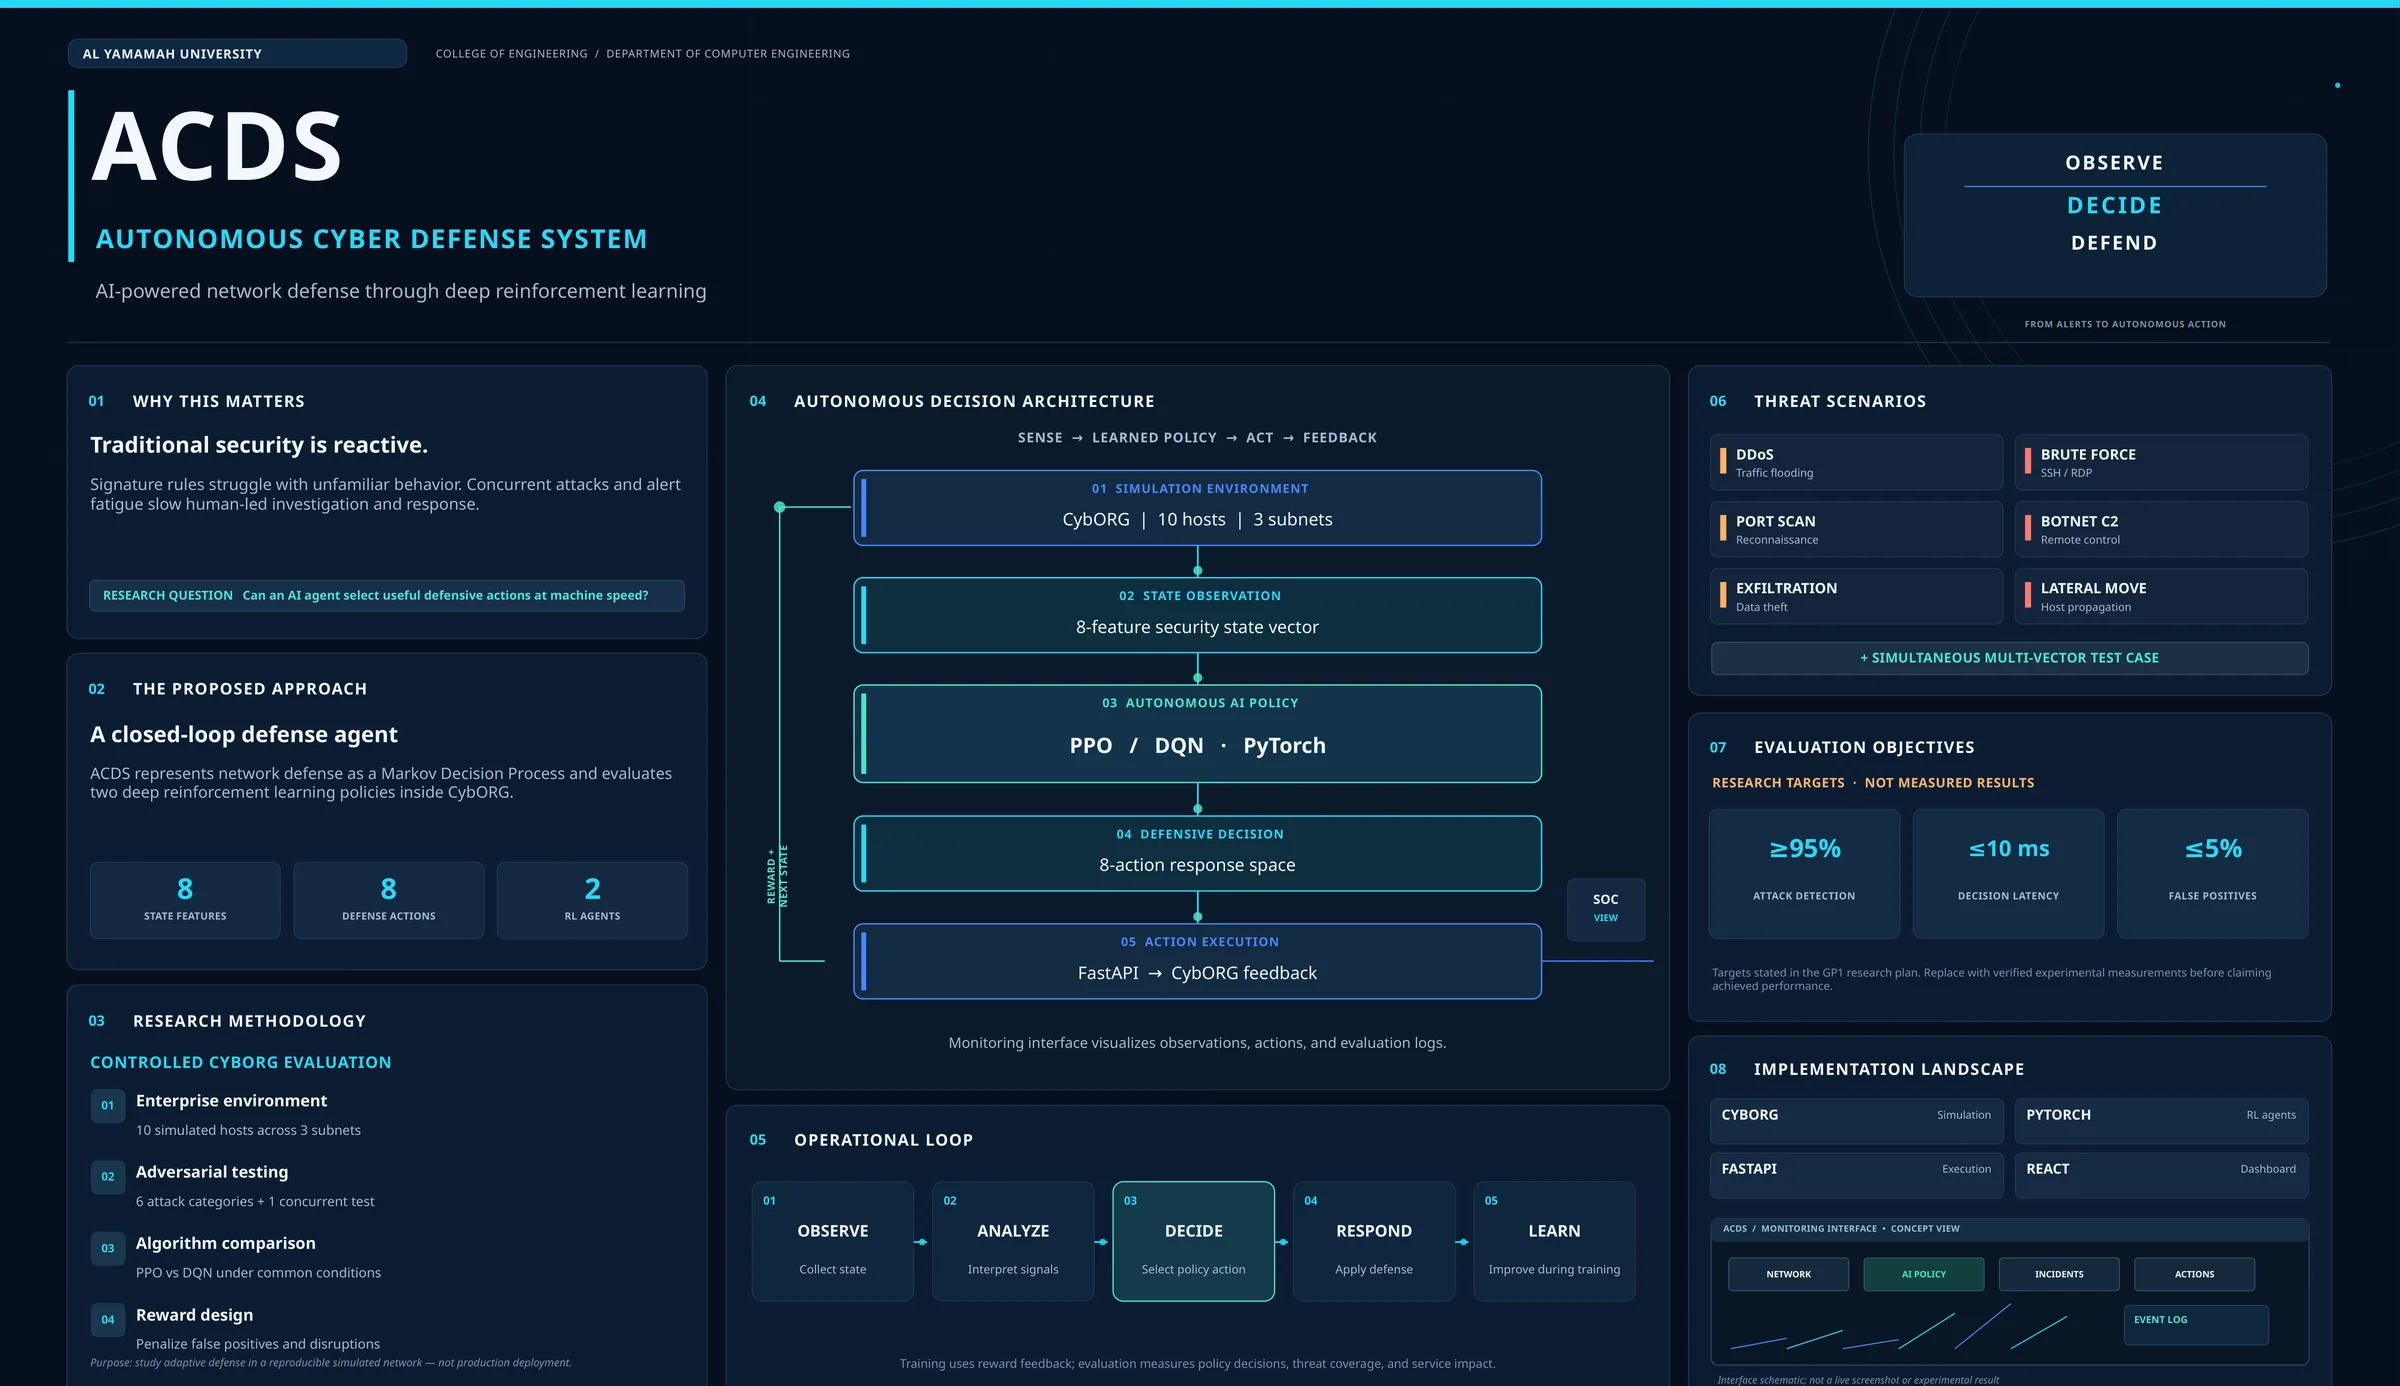 AL YAMAMAH UNIVERSITY
COLLEGE OF ENGINEERING / DEPARTMENT OF COMPUTER ENGINEERING
ACDS
AUTONOMOUS CYBER DEFENSE SYSTEM
AI-powered network defense through deep reinforcement learning
OBSERVE
DECIDE
DEFEND
FROM ALERTS TO AUTONOMOUS ACTION
01 WHY THIS MATTERS
Traditional security is reactive.
Signature rules struggle with unfamiliar behavior. Concurrent attacks and alert
fatigue slow human-led investigation and response.
RESEARCH QUESTION Can an AI agent select useful defensive actions at machine speed?
02 THE PROPOSED APPROACH
A closed-loop defense agent
ACDS represents network defense as a Markov Decision Process and evaluates
two deep reinforcement learning policies inside CybORG.
8
STATE FEATURES
8
DEFENSE ACTIONS
2
RL AGENTS
03 RESEARCH METHODOLOGY
CONTROLLED CYBORG EVALUATION
01 Enterprise environment
10 simulated hosts across 3 subnets
02 Adversarial testing
6 attack categories + 1 concurrent test
03 Algorithm comparison
PPO vs DQN under common conditions
04 Reward design
Penalize false positives and disruptions
Purpose: study adaptive defense in a reproducible simulated network — not production deployment.
04 AUTONOMOUS DECISION ARCHITECTURE
SENSE → LEARNED POLICY → ACT → FEEDBACK
01 SIMULATION ENVIRONMENT
CybORG | 10 hosts | 3 subnets
02 STATE OBSERVATION
8-feature security state vector
03 AUTONOMOUS AI POLICY
PPO / DQN · PyTorch
04 DEFENSIVE DECISION
8-action response space
05 ACTION EXECUTION
FastAPI → CybORG feedback
REWARD +
NEXT STATE
SOC
VIEW
Monitoring interface visualizes observations, actions, and evaluation logs.
05 OPERATIONAL LOOP
01
OBSERVE
Collect state
02
ANALYZE
Interpret signals
03
DECIDE
Select policy action
04
RESPOND
Apply defense
05
LEARN
Improve during training
Training uses reward feedback; evaluation measures policy decisions, threat coverage, and service impact.
06 THREAT SCENARIOS
DDoS
Traffic flooding
BRUTE FORCE
SSH / RDP
PORT SCAN
Reconnaissance
BOTNET C2
Remote control
EXFILTRATION
Data theft
LATERAL MOVE
Host propagation
+ SIMULTANEOUS MULTI-VECTOR TEST CASE
07 EVALUATION OBJECTIVES
RESEARCH TARGETS · NOT MEASURED RESULTS
≥95%
ATTACK DETECTION
≤10 ms
DECISION LATENCY
≤5%
FALSE POSITIVES
Targets stated in the GP1 research plan. Replace with verified experimental measurements before claiming
achieved performance.
08 IMPLEMENTATION LANDSCAPE
CYBORG Simulation
PYTORCH RL agents
FASTAPI Execution
REACT Dashboard
ACDS / MONITORING INTERFACE • CONCEPT VIEW
NETWORK
AI POLICY
INCIDENTS
ACTIONS
EVENT LOG
Interface schematic; not a live screenshot or experimental result